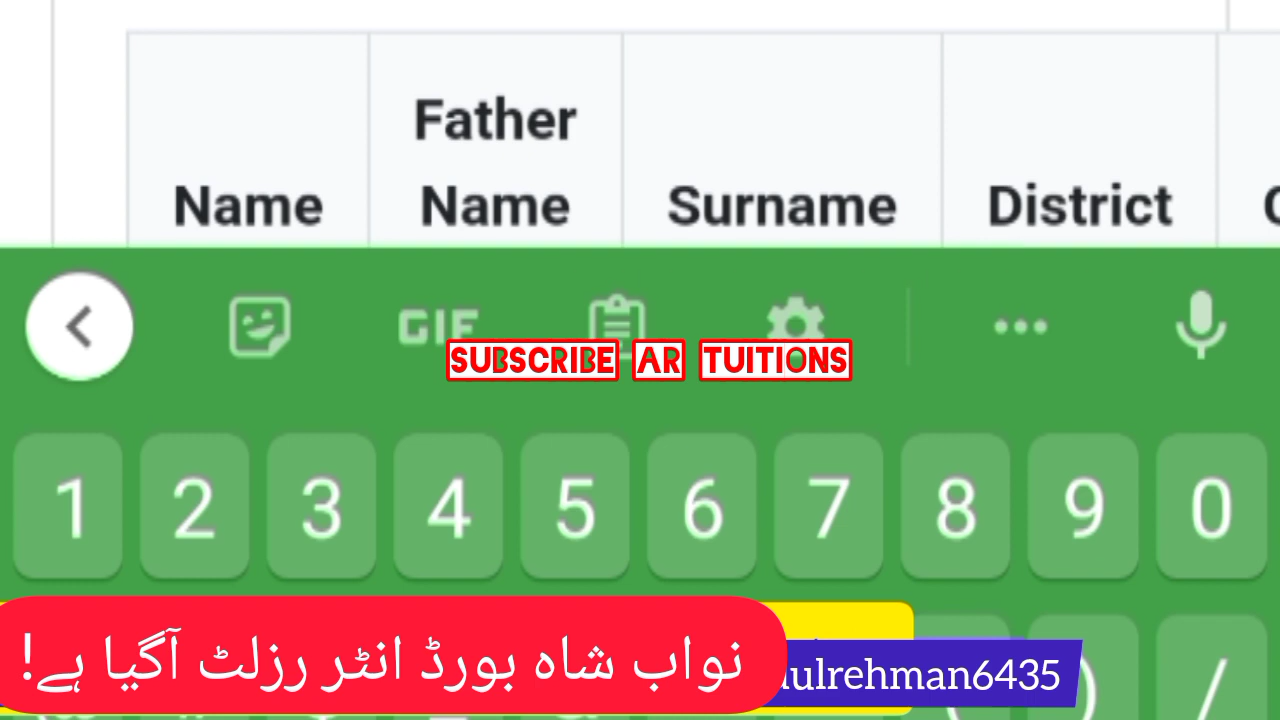 Father
Name Name Surname District
GIF
SUBSCRIBE AR TUITIONS
1 2 3 4 5 6 7 8 9 0
نواب شاہ بورڈ انٹر رزلٹ آگیا ہے!
ulrehman6435
) /